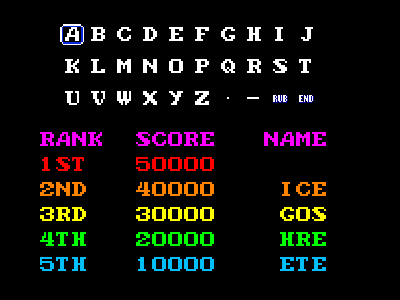 A B C D E F G H I J
K L M N O P Q R S T
U V W X Y Z . - RUB END
RANK SCORE NAME
1ST 50000
2ND 40000 ICE
3RD 30000 GOS
4TH 20000 HRE
5TH 10000 ETE